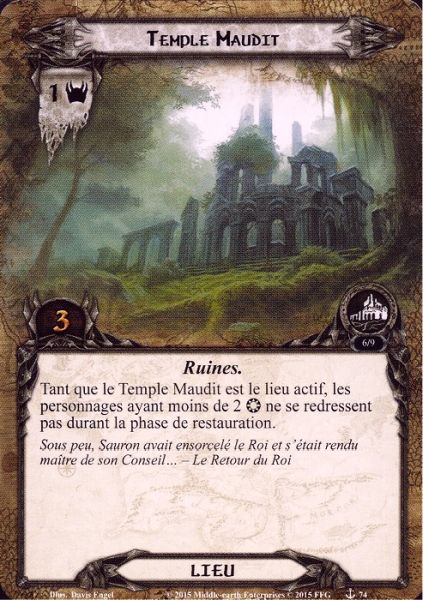 Temple Maudit
1
3
6/9
Ruines.
Tant que le Temple Maudit est le lieu actif, les
personnages ayant moins de 2 ne se redressent
pas durant la phase de restauration.
Sous peu, Sauron avait ensorcelé le Roi et s'était rendu
maître de son Conseil... – Le Retour du Roi
LIEU
Illus. Davis Engel © 2015 Middle-earth Enterprises © 2015 FFG 74